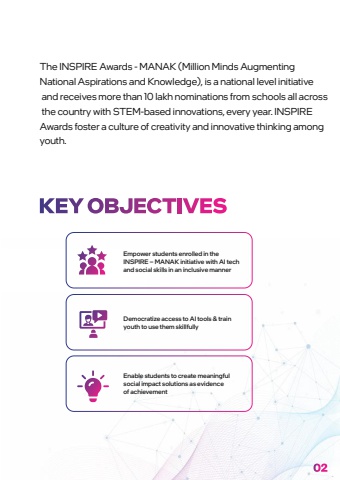 The INSPIRE Awards - MANAK (Million Minds Augmenting
National Aspirations and Knowledge), is a national level initiative
and receives more than 10 lakh nominations from schools all across
the country with STEM-based innovations, every year. INSPIRE
Awards foster a culture of creativity and innovative thinking among
youth.
KEY OBJECTIVES
Empower students enrolled in the
INSPIRE – MANAK initiative with AI tech
and social skills in an inclusive manner
Democratize access to AI tools & train
youth to use them skillfully
Enable students to create meaningful
social impact solutions as evidence
of achievement
02